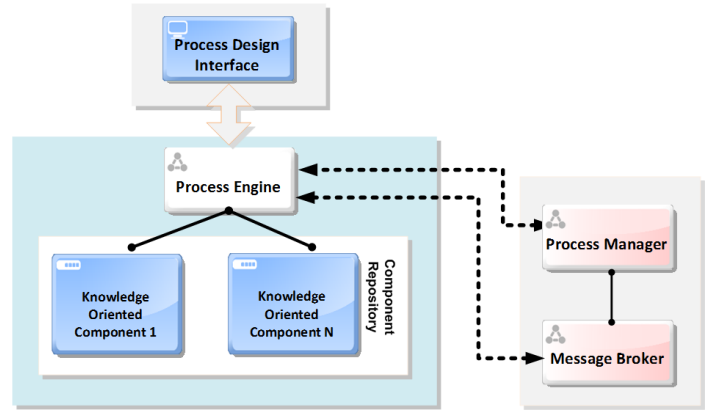 Process Design
Interface
Process Engine
Process Manager
Knowledge
Oriented
Component 1
Knowledge
Oriented
Component N
Component
Repository
Message Broker